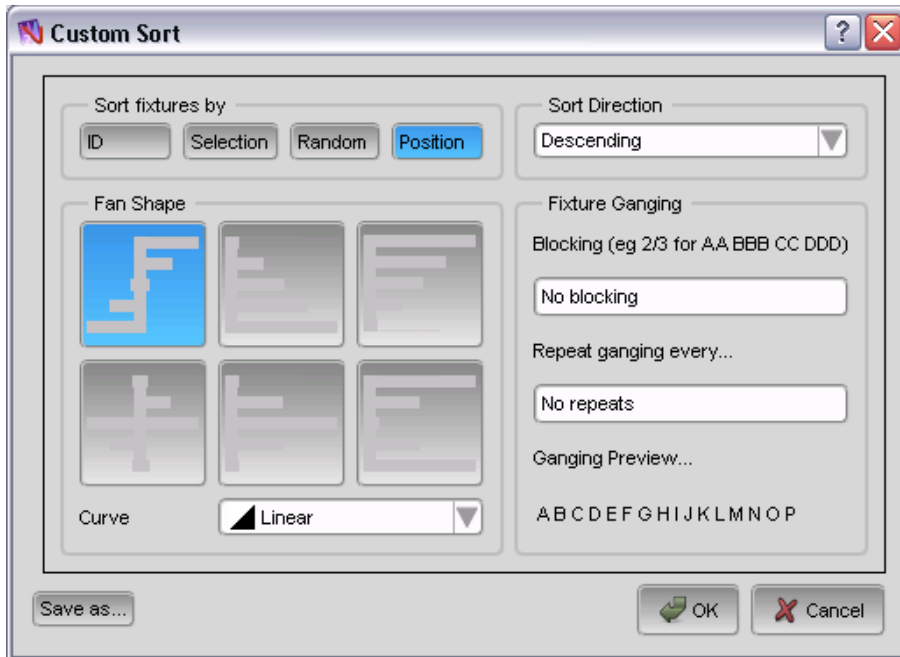 Custom Sort
?
Sort fixtures by
ID Selection Random Position
Sort Direction
Descending
Fan Shape
Curve
Linear
Fixture Ganging
Blocking (eg 2/3 for AA BBB CC DDD)
No blocking
Repeat ganging every...
No repeats
Ganging Preview...
A B C D E F G H I J K L M N O P
Save as...
OK
Cancel